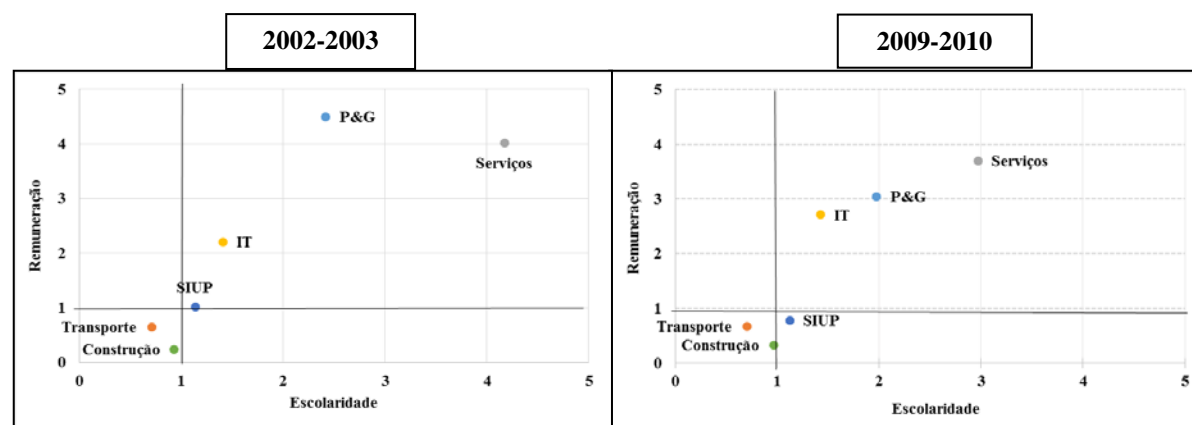 2002-2003
5
4
3
2
1
0
Remuneração
P&G
Serviços
IT
SIUP
Transporte
Construção
0 1 2 3 4 5
Escolaridade
2009-2010
5
4
3
2
1
0
Remuneração
Serviços
P&G
IT
SIUP
Transporte
Construção
0 1 2 3 4 5
Escolaridade